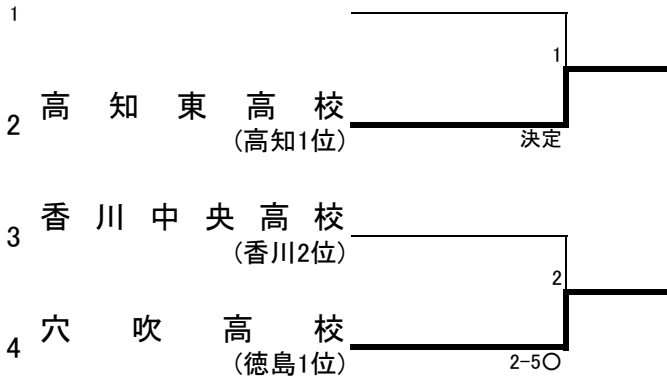 1
1
2 高知東高校
(高知1位)
決定
3 香川中央高校
(香川2位)
2
4 穴吹高校
(徳島1位)
2-5○